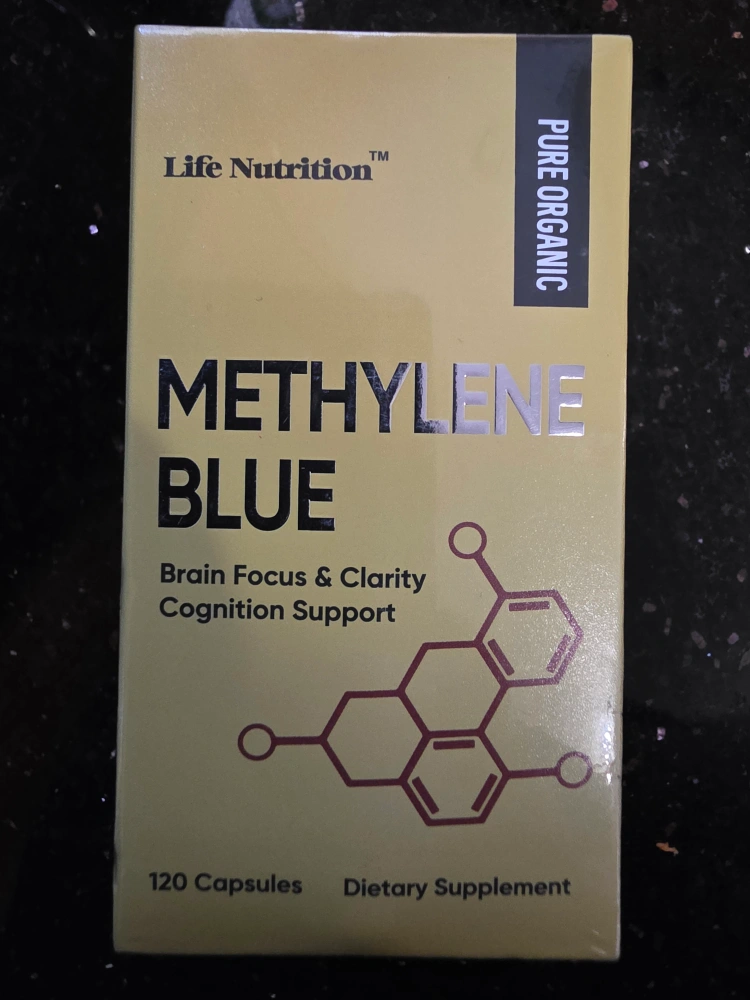 Life Nutrition™
PURE ORGANIC
METHYLENE
BLUE
Brain Focus & Clarity
Cognition Support
120 Capsules
Dietary Supplement